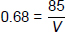 0.68 = 85/V